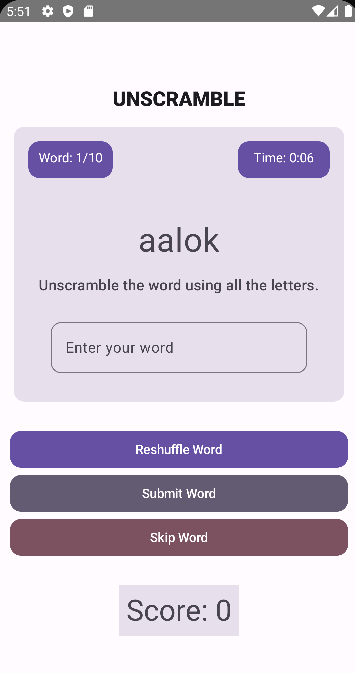 5:51
UNSCRAMBLE
Word: 1/10
Time: 0:06
aalok
Unscramble the word using all the letters.
Enter your word
Reshuffle Word
Submit Word
Skip Word
Score: 0